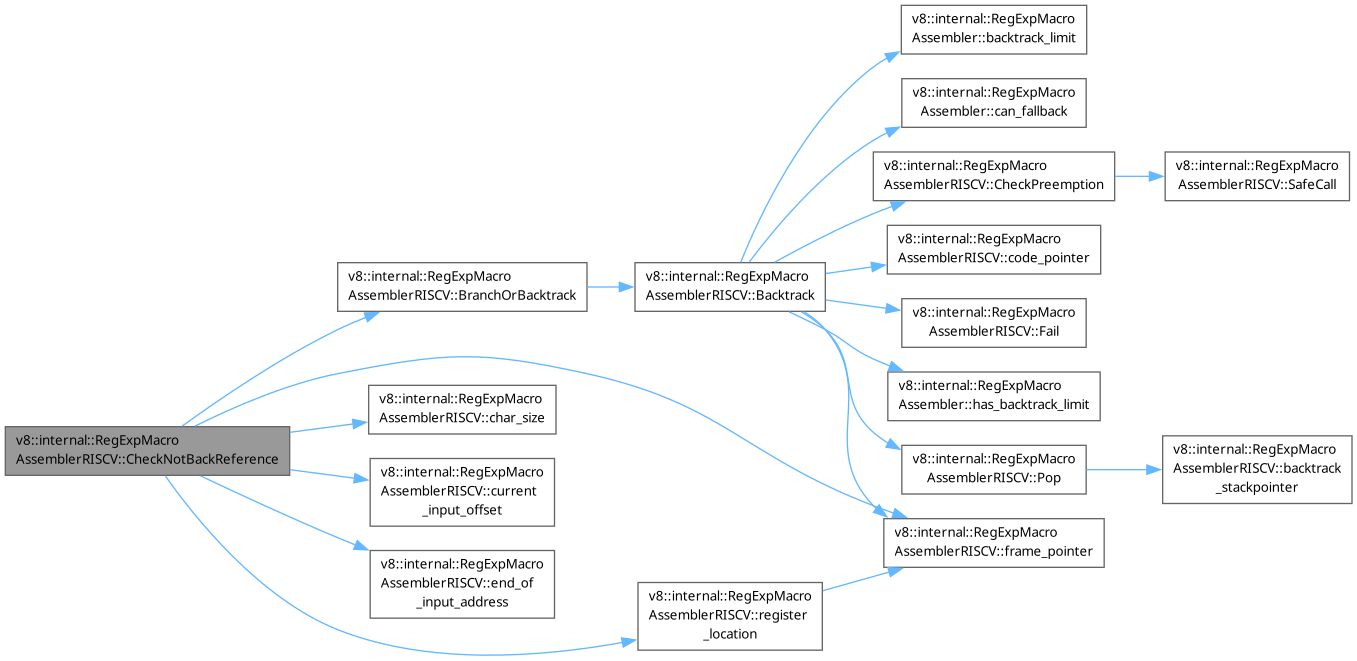 v8::internal::RegExpMacro
Assembler::backtrack_limit
v8::internal::RegExpMacro
Assembler::can_fallback
v8::internal::RegExpMacro
AssemblerRISCV::CheckPreemption
v8::internal::RegExpMacro
AssemblerRISCV::SafeCall
v8::internal::RegExpMacro
AssemblerRISCV::code_pointer
v8::internal::RegExpMacro
AssemblerRISCV::BranchOrBacktrack
v8::internal::RegExpMacro
AssemblerRISCV::Backtrack
v8::internal::RegExpMacro
AssemblerRISCV::Fail
v8::internal::RegExpMacro
Assembler::has_backtrack_limit
v8::internal::RegExpMacro
AssemblerRISCV::char_size
v8::internal::RegExpMacro
AssemblerRISCV::CheckNotBackReference
v8::internal::RegExpMacro
AssemblerRISCV::Pop
v8::internal::RegExpMacro
AssemblerRISCV::backtrack
_stackpointer
v8::internal::RegExpMacro
AssemblerRISCV::current
_input_offset
v8::internal::RegExpMacro
AssemblerRISCV::frame_pointer
v8::internal::RegExpMacro
AssemblerRISCV::end_of
_input_address
v8::internal::RegExpMacro
AssemblerRISCV::register
_location